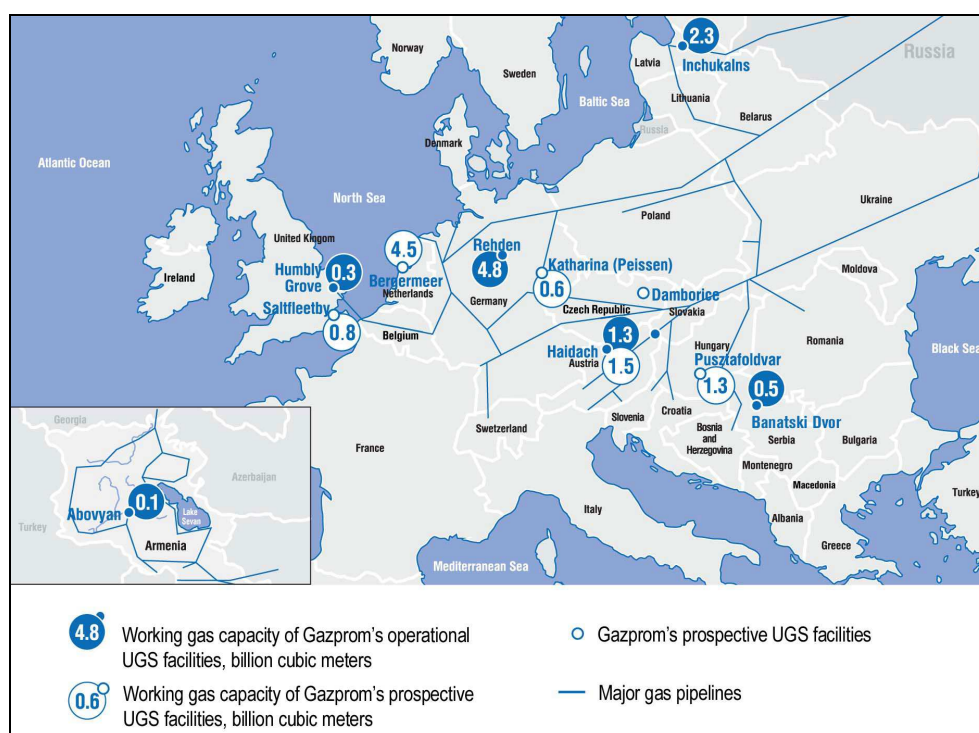 Norway
Sweden
2.3
Inchukalns
Latvia
Russia
Lithuania
Baltic Sea
Belarus
Russia
Denmark
Atlantic Ocean
North Sea
Ukraine
Poland
United Kingom
4.5
Rehden
4.8
Katharina (Peissen)
0.6
Humbly
Grove
0.3
Bergermeer
Netherlands
Ireland
Moldova
Germany
Damborice
Saltfleetby
0.8
Czech Republic
Slovakia
Belgium
1.3
Haidach
Austria
1.5
Hungary
Pusztafoldvar
1.3
Romania
Black Sea
0.5
Banatski Dvor
Slovenia
Croatia
Swetzerland
France
Bosnia
and
Herzegovina
Serbia
Bulgaria
Montenegro
Macedonia
Italy
Albania
Turkey
Greece
Mediterranean Sea
Georgia
Azerbaijan
0.1
Abovyan
Lake
Sevan
Turkey
Armenia
4.8
Working gas capacity of Gazprom's operational
UGS facilities, billion cubic meters
Gazprom's prospective UGS facilities
0.6
Working gas capacity of Gazprom's prospective
UGS facilities, billion cubic meters
Major gas pipelines